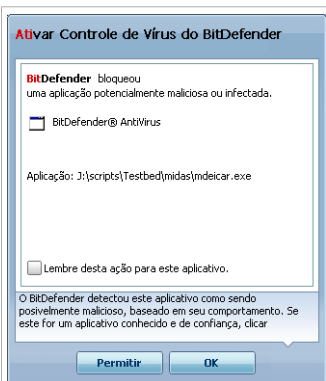 Ativar Controle de Vírus do BitDefender
BitDefender bloqueou
uma aplicação potencialmente maliciosa ou infectada.
BitDefender® AntiVirus
Aplicação: J:\scripts\Testbed\midas\mdeicar.exe
Lembre desta ação para este aplicativo.
O BitDefender detectou este aplicativo como sendo
posivelmente malicioso, baseado em seu comportamento. Se
este for um aplicativo conhecido e de confiança, clicar
Permitir
OK